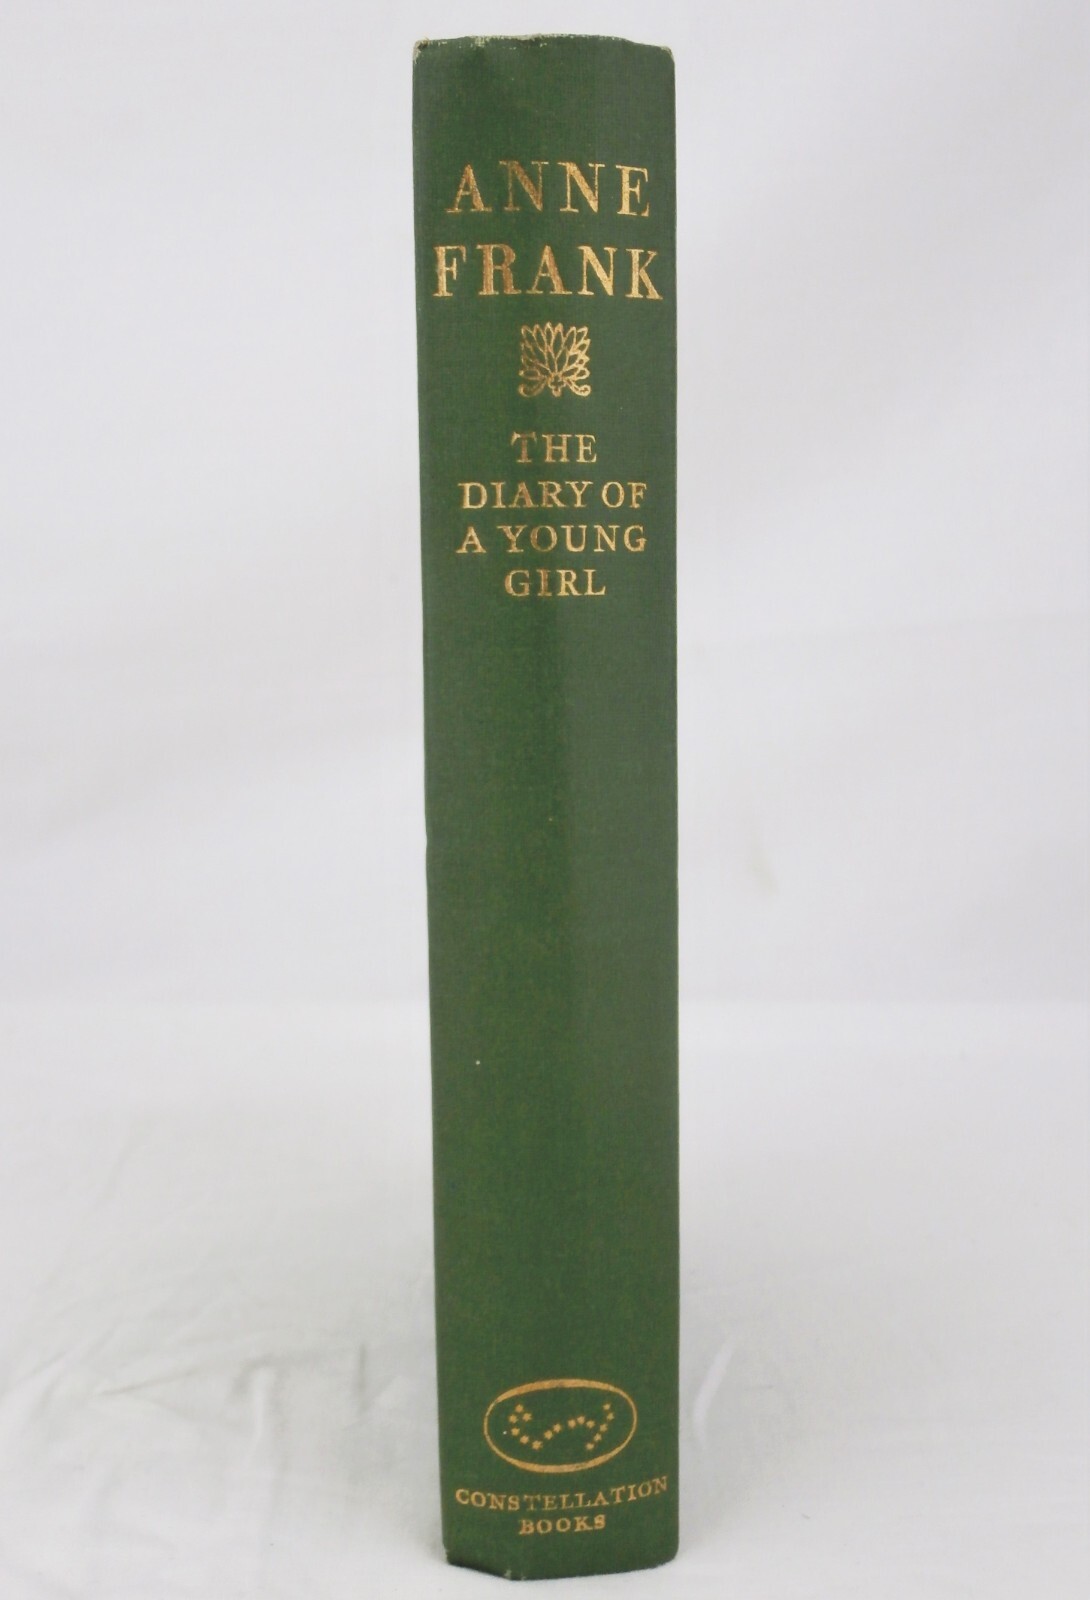 ANNE
FRANK
THE
DIARY OF
A YOUNG
GIRL
CONSTELLATION
BOOKS